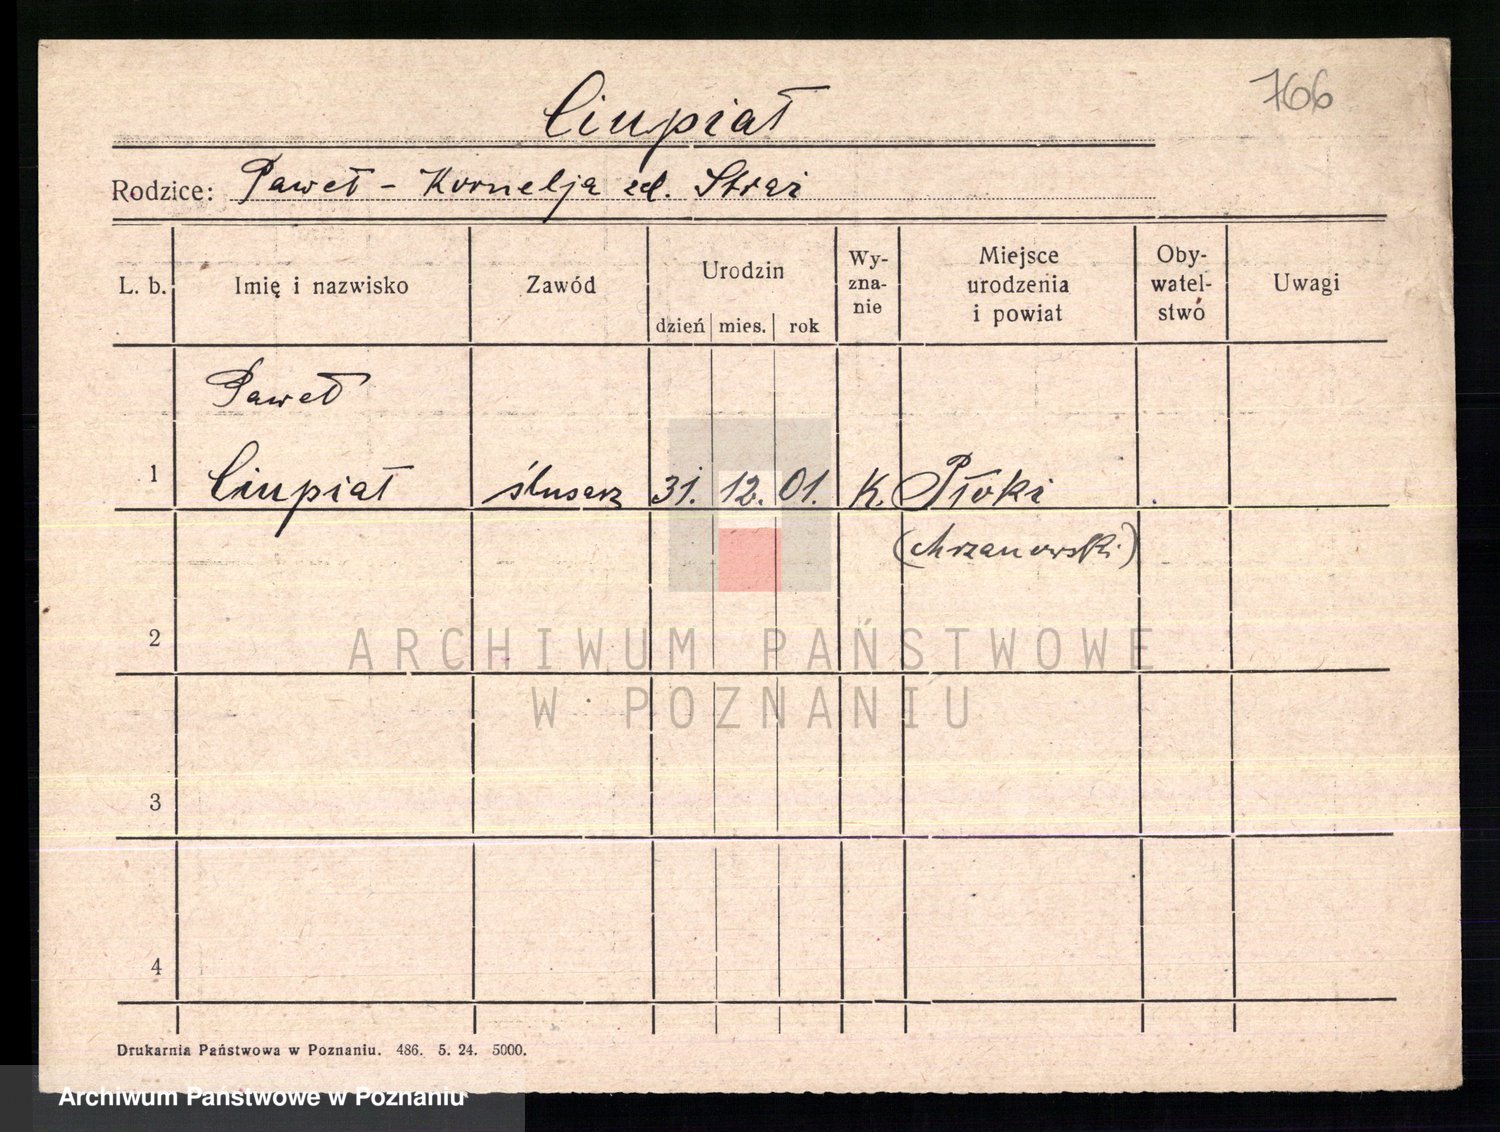 766
Ciupiał
Rodzice: Paweł - Kornelja zd. Straż
L. b. Imię i nazwisko Zawód Urodzin dzień mies. rok Wy-zna-nie Miejsce urodzenia i powiat Oby-watel-stwo Uwagi
Paweł
1 Ciupiał ślusarz 31. 12. 01. K. Płoki
(chrzanowski)
2
ARCHIWUM PAŃSTWOWE
W POZNANIU
3
4
Drukarnia Państwowa w Poznaniu. 486. 5. 24. 5000.
Archiwum Państwowe w Poznaniu